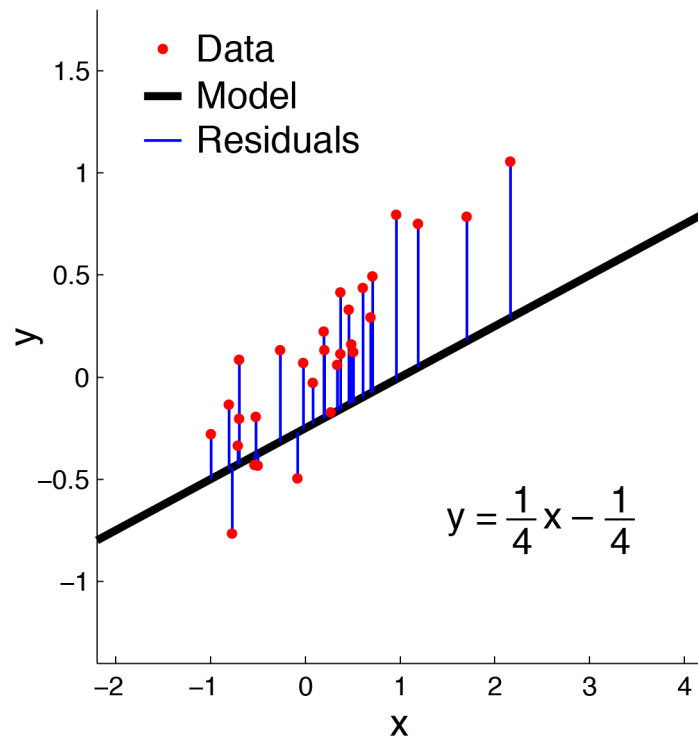 Data
Model
Residuals
1.5
1
0.5
0
−0.5
−1
y
y = 1/4 x − 1/4
−2 −1 0 1 2 3 4
x